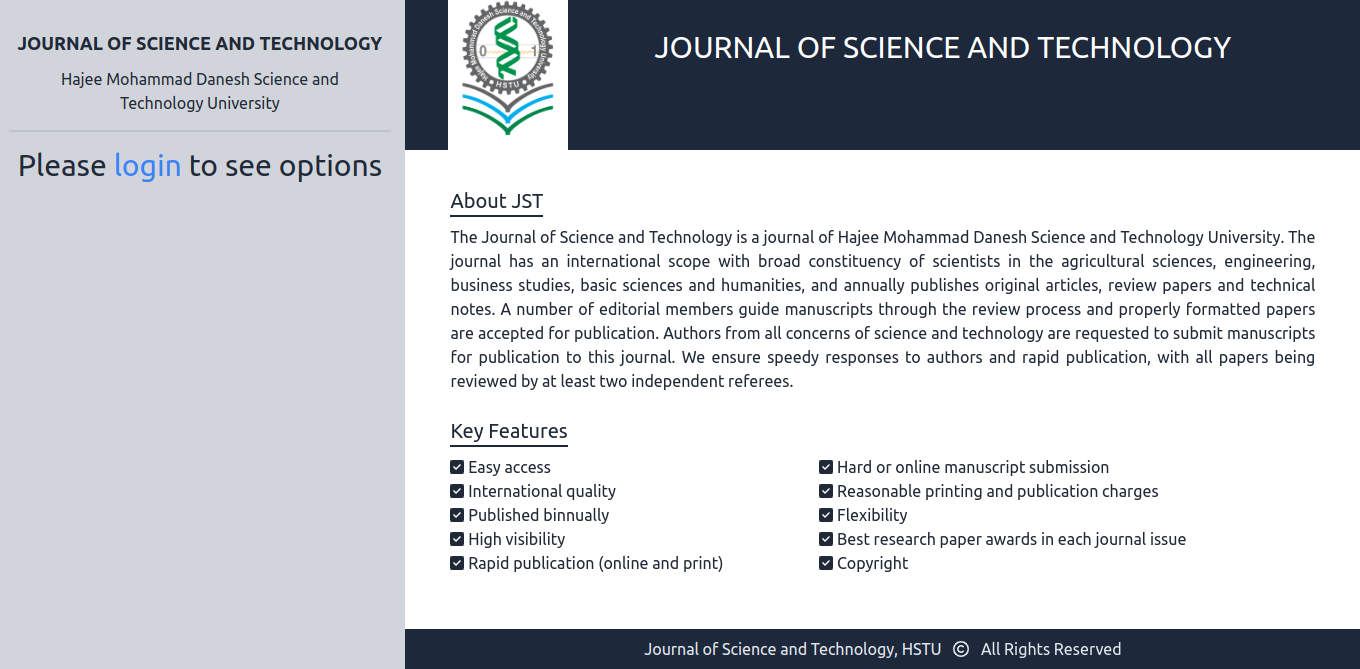 JOURNAL OF SCIENCE AND TECHNOLOGY
Hajee Mohammad Danesh Science and
Technology University
Please login to see options
Hajee Mohammad Danesh Science and Technology University
0 1
HSTU
JOURNAL OF SCIENCE AND TECHNOLOGY
About JST
The Journal of Science and Technology is a journal of Hajee Mohammad Danesh Science and Technology University. The
journal has an international scope with broad constituency of scientists in the agricultural sciences, engineering,
business studies, basic sciences and humanities, and annually publishes original articles, review papers and technical
notes. A number of editorial members guide manuscripts through the review process and properly formatted papers
are accepted for publication. Authors from all concerns of science and technology are requested to submit manuscripts
for publication to this journal. We ensure speedy responses to authors and rapid publication, with all papers being
reviewed by at least two independent referees.
Key Features
Easy access
International quality
Published binnually
High visibility
Rapid publication (online and print)
Hard or online manuscript submission
Reasonable printing and publication charges
Flexibility
Best research paper awards in each journal issue
Copyright
Journal of Science and Technology, HSTU © All Rights Reserved